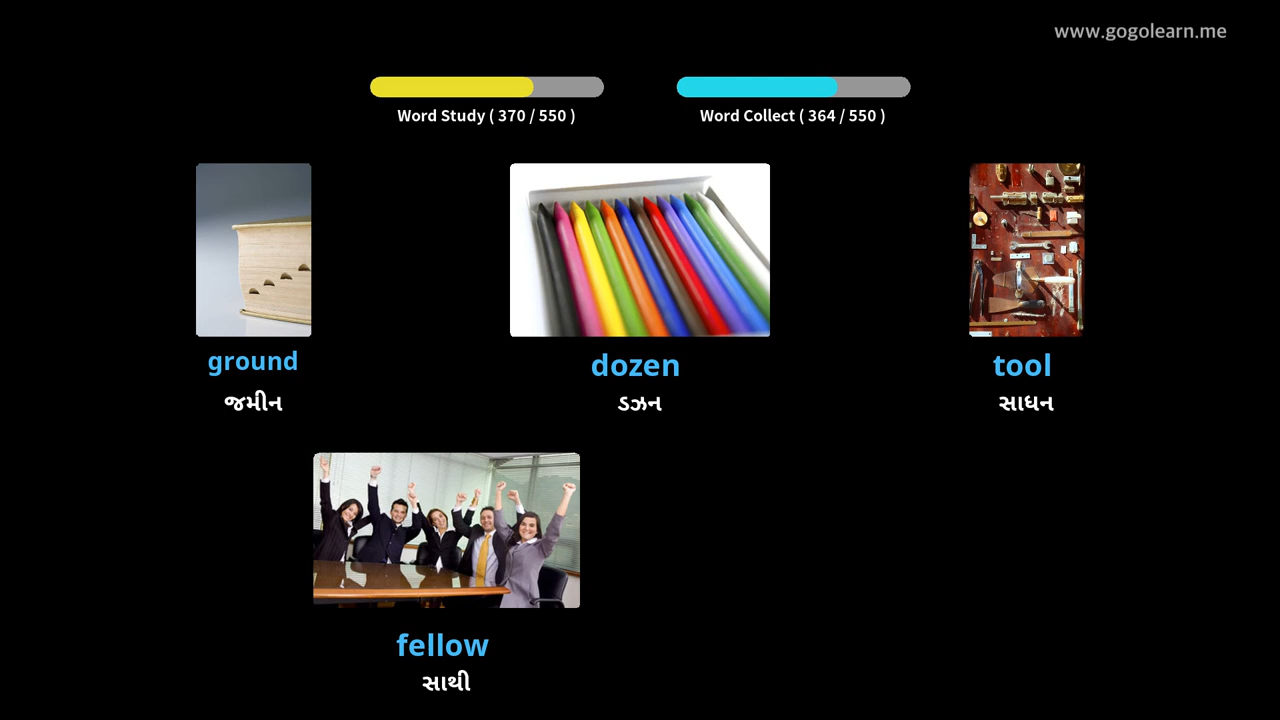 www.gogolearn.me
Word Study ( 370 / 550 )
Word Collect ( 364 / 550 )
ground
જમીન
dozen
ડઝન
tool
સાધન
fellow
સાથી